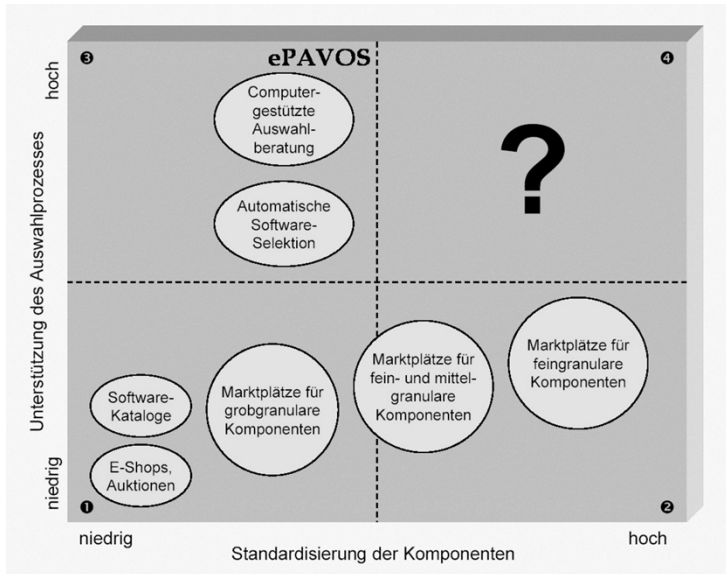 ❸
ePAVOS
❹
hoch
Computer-
gestützte
Auswahl-
beratung
?
Automatische
Software-
Selektion
Unterstützung des Auswahlprozesses
Software-
Kataloge
Marktplätze für
grobgranulare
Komponenten
Marktplätze für
fein- und mittel-
granulare
Komponenten
Marktplätze für
feingranulare
Komponenten
E-Shops,
Auktionen
niedrig
❶
❷
niedrig
hoch
Standardisierung der Komponenten